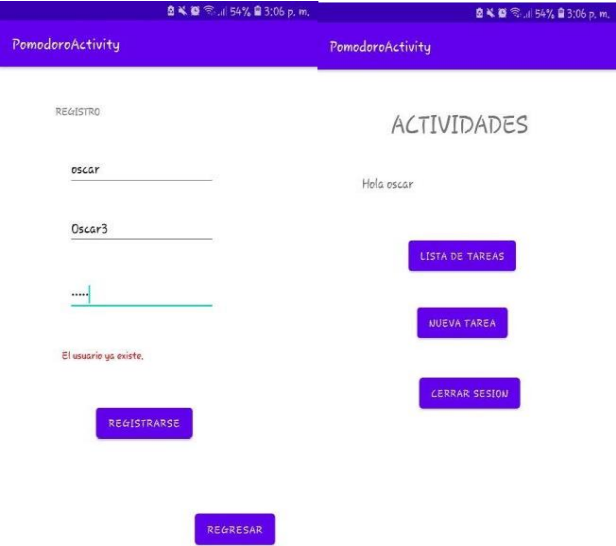 54% 3:06 p. m.
PomodoroActivity
REGISTRO
oscar
Oscar3
•••••
El usuario ya existe.
REGISTRARSE
REGRESAR
54% 3:06 p. m.
PomodoroActivity
ACTIVIDADES
Hola oscar
LISTA DE TAREAS
NUEVA TAREA
CERRAR SESION